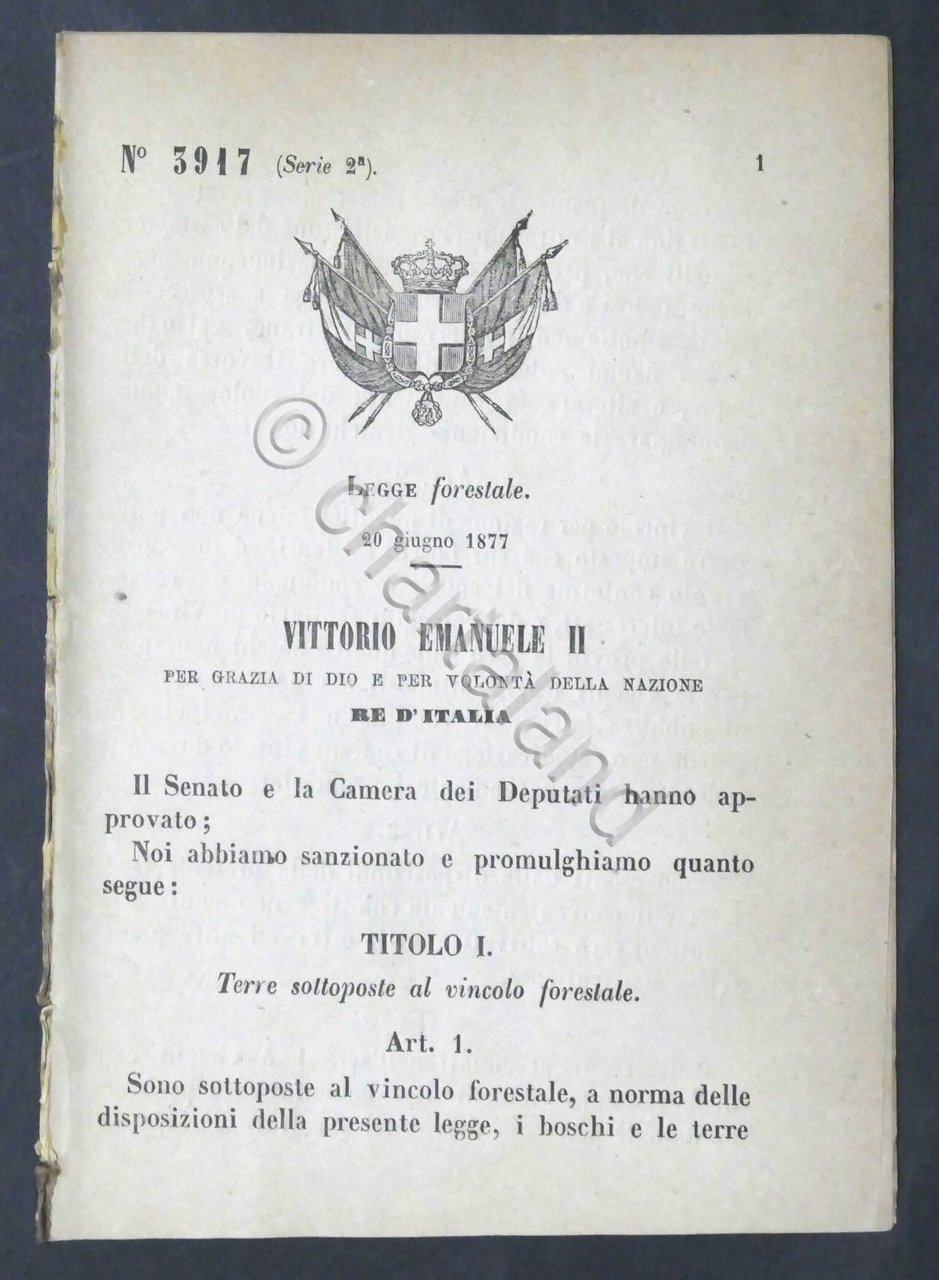 Nº 3917 (Serie 2ª). 1
LEGGE forestale.
20 giugno 1877
VITTORIO EMANUELE II
PER GRAZIA DI DIO E PER VOLONTÀ DELLA NAZIONE
RE D'ITALIA
Il Senato e la Camera dei Deputati hanno ap-
provato;
Noi abbiamo sanzionato e promulghiamo quanto
segue:
TITOLO I.
Terre sottoposte al vincolo forestale.
Art. 1.
Sono sottoposte al vincolo forestale, a norma delle
disposizioni della presente legge, i boschi e le terre
© chartaland